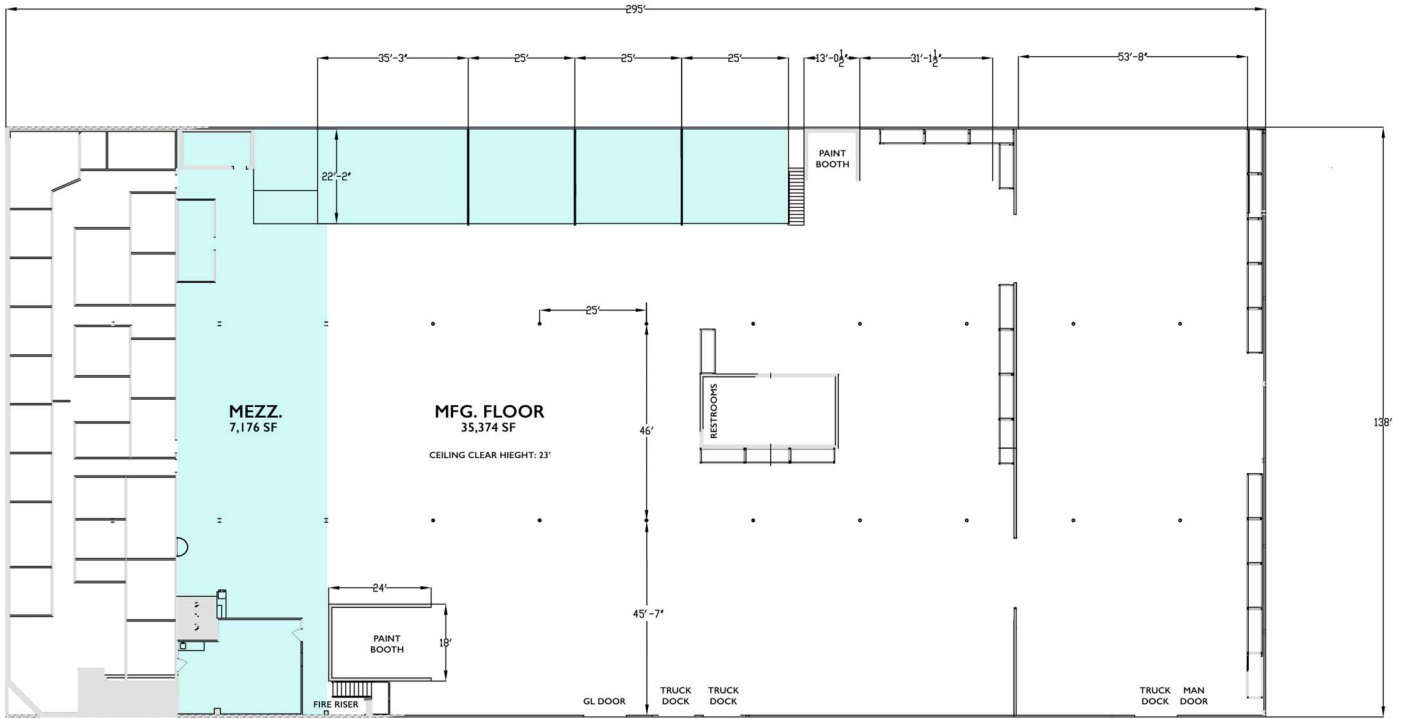 295'
35'-3"
25'
25'
25'
13'-0½"
31'-1½"
53'-8"
PAINT
BOOTH
22'-2"
25'
MEZZ.
7,176 SF
MFG. FLOOR
35,374 SF
CEILING CLEAR HIEGHT: 23'
RESTROOMS
46'
138'
24'
45'-7"
PAINT
BOOTH
18'
FIRE RISER
GL DOOR
TRUCK
DOCK
TRUCK
DOCK
TRUCK
DOCK
MAN
DOOR